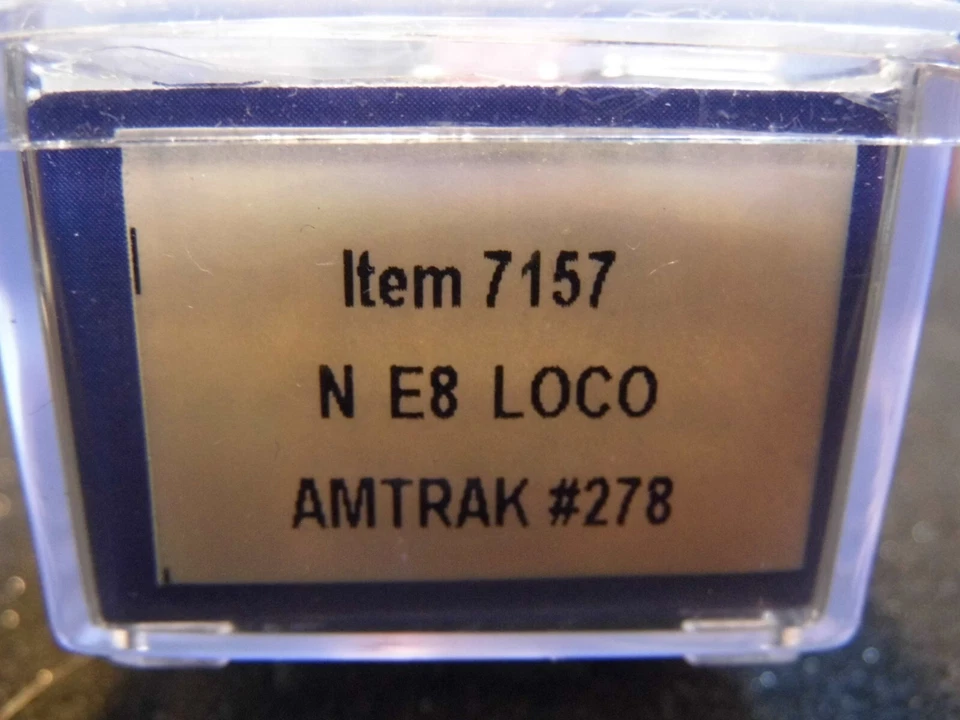 Item 7157
N E8 LOCO
AMTRAK #278